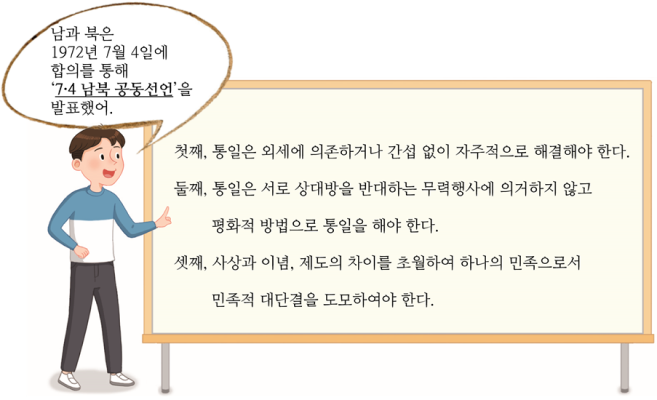 남과 북은
1972년 7월 4일에
합의를 통해
‘7·4 남북 공동선언’을
발표했어.
첫째, 통일은 외세에 의존하거나 간섭 없이 자주적으로 해결해야 한다.
둘째, 통일은 서로 상대방을 반대하는 무력행사에 의거하지 않고
평화적 방법으로 통일을 해야 한다.
셋째, 사상과 이념, 제도의 차이를 초월하여 하나의 민족으로서
민족적 대단결을 도모하여야 한다.